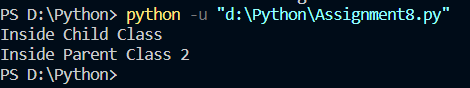 PS D:\Python> python -u "d:\Python\Assignment8.py"
Inside Child Class
Inside Parent Class 2
PS D:\Python>